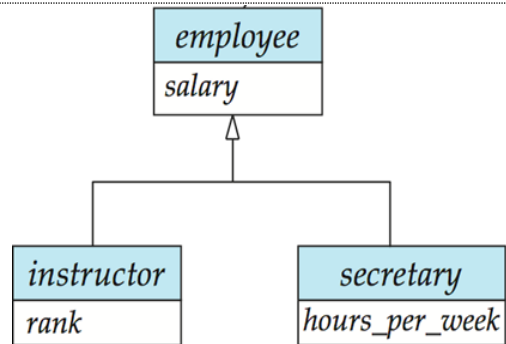 employee
salary
instructor
secretary
rank
hours_per_week